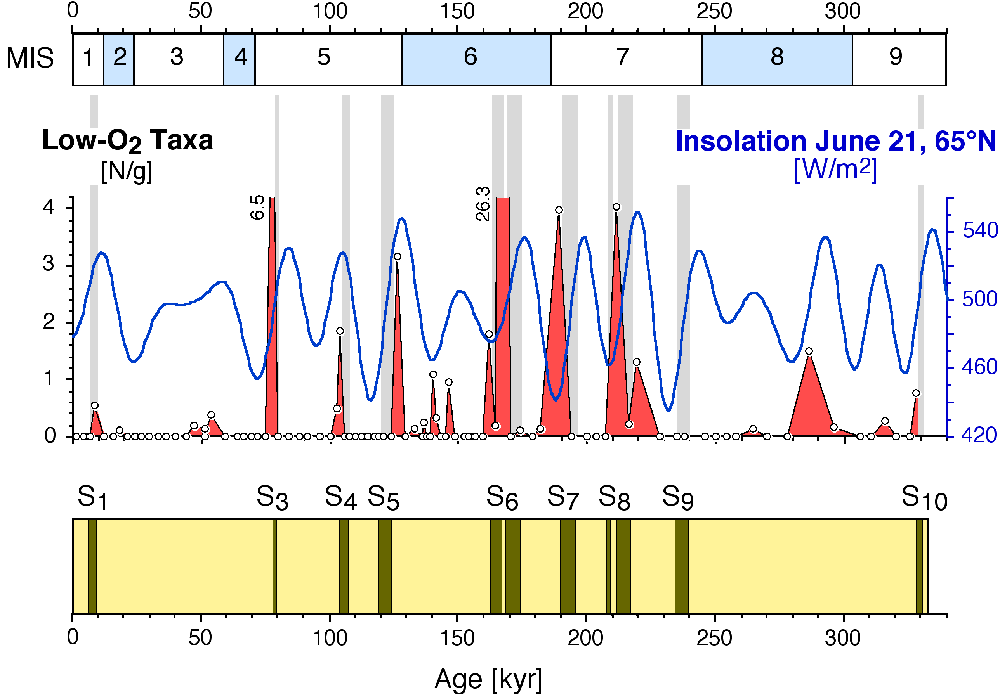 0 50 100 150 200 250 300
MIS 1 2 3 4 5 6 7 8 9
Low-O2 Taxa
[N/g]
Insolation June 21, 65°N
[W/m2]
6.5
26.3
4
3
2
1
0
540
500
460
420
S1 S3 S4 S5 S6 S7 S8 S9 S10
0 50 100 150 200 250 300
Age [kyr]